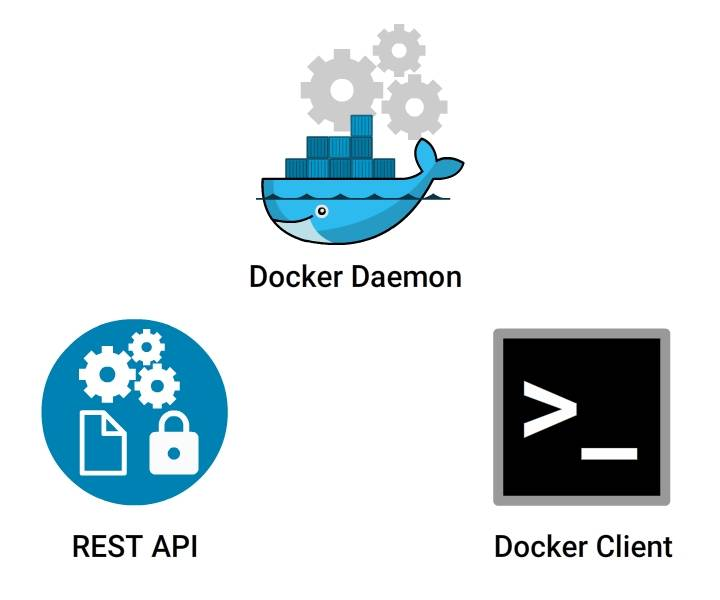 Docker Daemon
>_
REST API
Docker Client